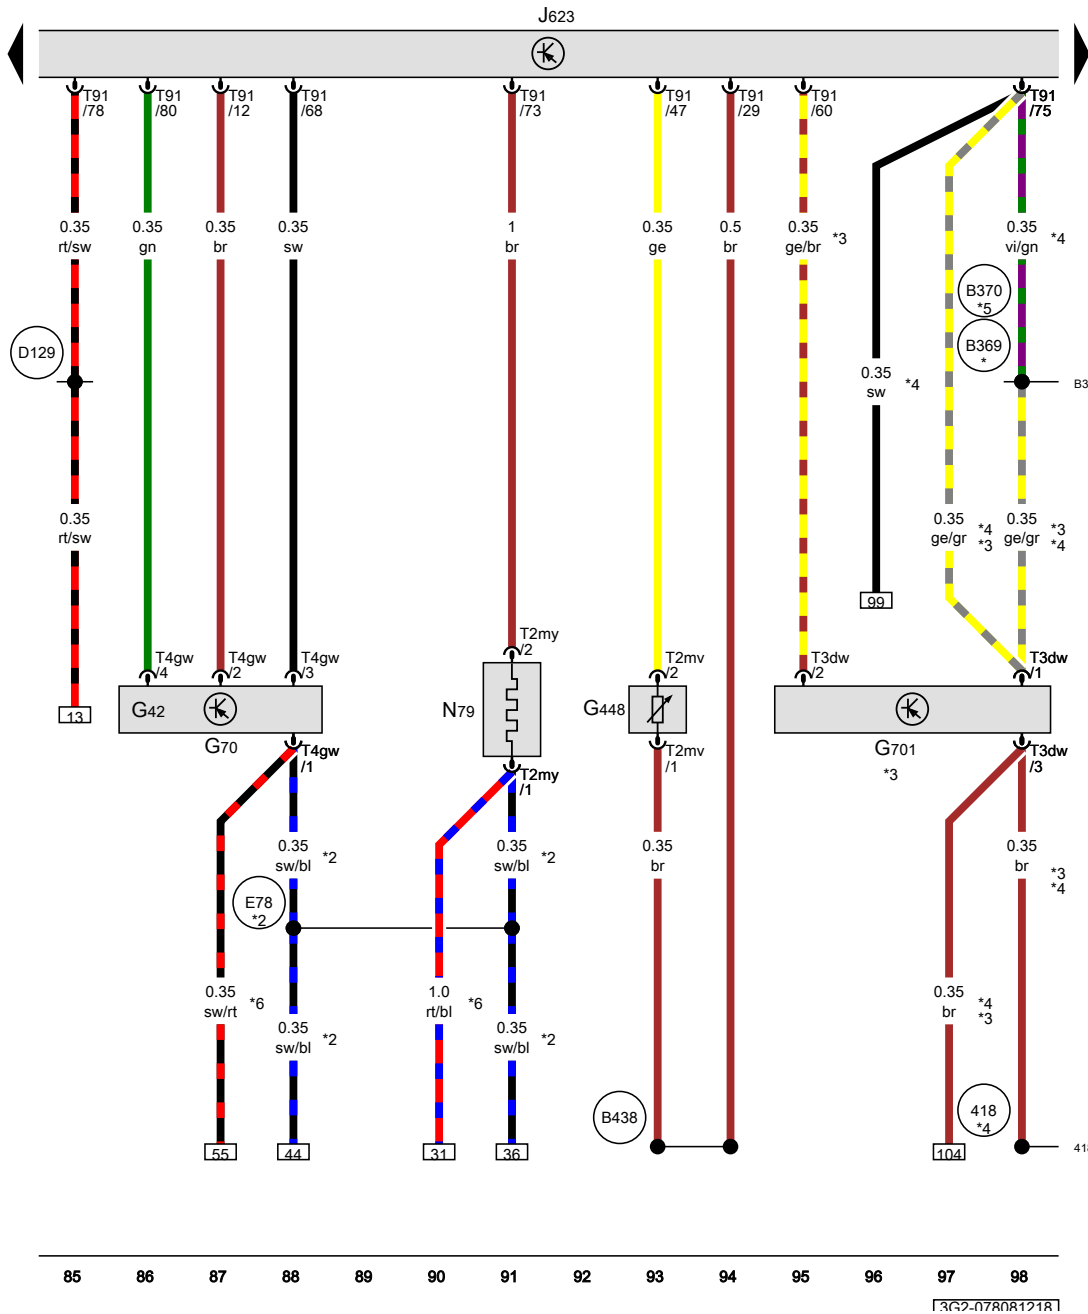 J623
T91 /78
T91 /80
T91 /12
T91 /68
T91 /73
T91 /47
T91 /29
T91 /60
T91 /75
0.35 rt/sw
0.35 gn
0.35 br
0.35 sw
1 br
0.35 ge
0.5 br
0.35 ge/br *3
0.35 vi/gn *4
B370 *5
B369 *
D129
0.35 sw *4
B3
0.35 rt/sw
0.35 ge/gr *4 *3
0.35 ge/gr *3 *4
99
T4gw /4
T4gw /2
T4gw /3
T2my /2
T2mv /2
T3dw /2
T3dw /1
13
G42
G70
N79
G448
G701 *3
T4gw /1
T2my /1
T2mv /1
T3dw /3
0.35 sw/bl *2
0.35 sw/bl *2
0.35 br
0.35 br *3 *4
E78 *2
0.35 sw/rt *6
0.35 sw/bl *2
1.0 rt/bl *6
0.35 sw/bl *2
0.35 br *4 *3
B438
418 *4
55
44
31
36
104
418
85 86 87 88 89 90 91 92 93 94 95 96 97 98
3G2-078081218